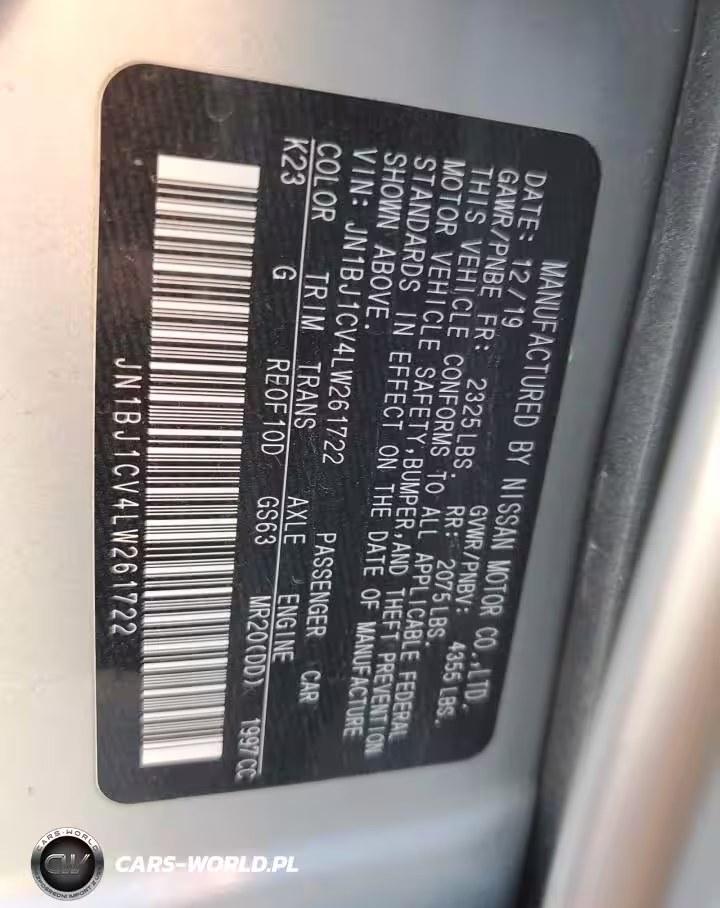 MANUFACTURED BY NISSAN MOTOR CO.,LTD.
DATE: 12/19 GVWR/PNBV: 4355 LBS.
GAWR/PNBE FR: 2325LBS. RR: 2075LBS.
THIS VEHICLE CONFORMS TO ALL APPLICABLE FEDERAL
MOTOR VEHICLE SAFETY,BUMPER,AND THEFT PREVENTION
STANDARDS IN EFFECT ON THE DATE OF MANUFACTURE
SHOWN ABOVE.
VIN: JN1BJ1CV4LW261722 PASSENGER CAR
COLOR TRIM TRANS AXLE ENGINE
K23 G RE0F10D GS63 MR20(DD) 1997CC
JN1BJ1CV4LW261722
CARS-WORLD
CW
CARS-WORLD.PL